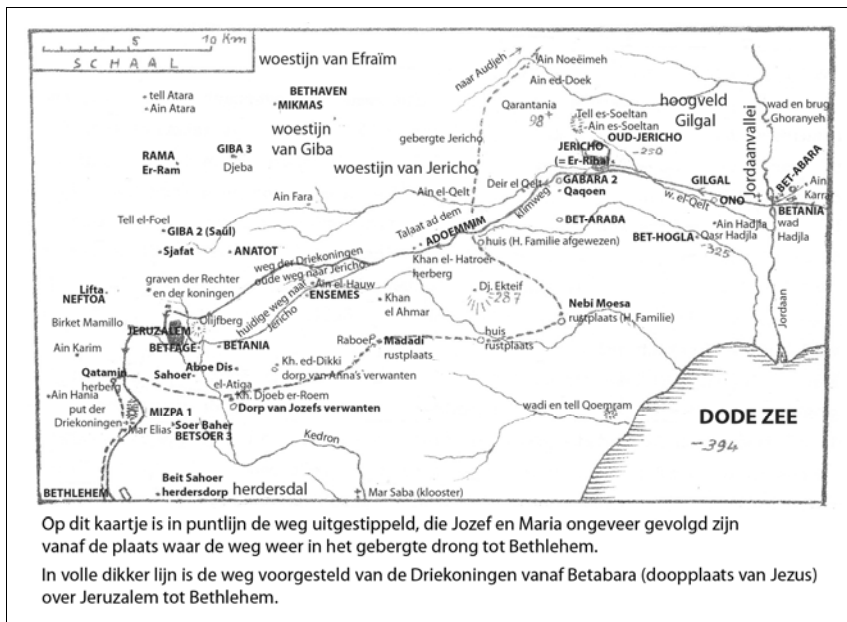 5 10 Km
SCHAAL
woestijn van Efraïm
naar Audjeh
Ain Noeëimeh
Ain ed-Doek
tell Atara
Ain Atara
BETHAVEN
MIKMAS
Qarantania
98+
Tell es-Soeltan
Ain es-Soeltan
OUD-JERICHO
hoogveld
Gilgal
Jordaanvallei
wad en brug
Ghoranyeh
woestijn
van Giba
gebergte Jericho
-250
RAMA
Er-Ram
GIBA 3
Djeba
woestijn van Jericho
JERICHO
(= Er-Riha)
GILGAL
BET-ABARA
Ain
Karrar
Ain Fara
Ain el-Qelt
Deir el Qelt
GABARA 2
Qaqoen
w. el-Qelt
ONO
BETANIA
wad
Hadjla
Tell el-Foel
GIBA 2 (Saül)
Talaat ad dem
klimweg
BET-ARABA
Ain Hadjla
Sjafat
ANATOT
weg der Driekoningen
oude weg naar Jericho
ADOEMMIM
huis (H. Familie afgewezen)
BET-HOGLA
Qasr Hadjla
-325
Lifta
NEFTOA
graven der Rechter
en der koningen
huidige weg naar
Jericho
Ain el-Hauw
ENSEMES
Khan el-Hatroer
herberg
Dj. Ekteif
287
Khan
el Ahmar
Nebi Moesa
rustplaats (H. Familie)
Jordaan
Birket Mamillo
Olijfberg
JERUZALEM
BETFAGE
BETANIA
Raboe
Madadi
rustplaats
huis
rustplaats
Ain Karim
Qatamin
herberg
Aboe Dis
Sahoer
el-Atiqa
Kh. ed-Dikki
dorp van Anna's verwanten
Ain Hania
put der
Driekoningen
Kh. Djoeb er-Roem
Dorp van Jozefs verwanten
MIZPA 1
Soer Baher
BETSOER 3
Mar Elias
wadi en tell Qoemram
DODE ZEE
-394
Kedron
BETHLEHEM
Beit Sahoer
herdersdorp
herdersdal
Mar Saba (klooster)
Op dit kaartje is in puntlijn de weg uitgestippeld, die Jozef en Maria ongeveer gevolgd zijn
vanaf de plaats waar de weg weer in het gebergte drong tot Bethlehem.
In volle dikker lijn is de weg voorgesteld van de Driekoningen vanaf Betabara (doopplaats van Jezus)
over Jeruzalem tot Bethlehem.